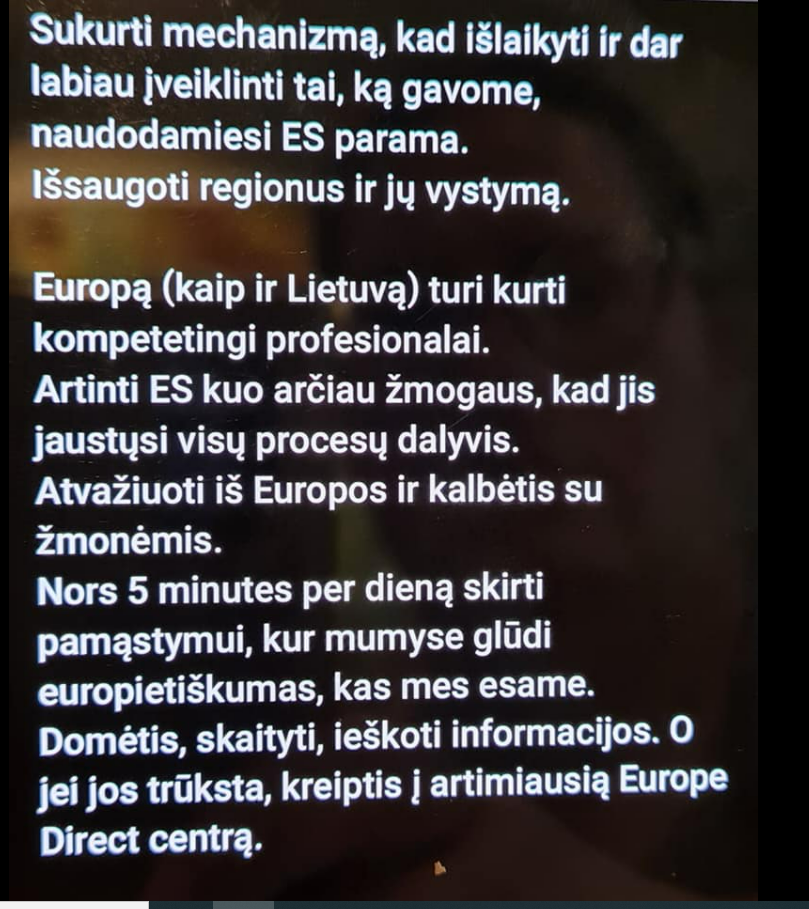 Sukurti mechanizmą, kad išlaikyti ir dar
labiau įveiklinti tai, ką gavome,
naudodamiesi ES parama.
Išsaugoti regionus ir jų vystymą.
Europą (kaip ir Lietuvą) turi kurti
kompetetingi profesionalai.
Artinti ES kuo arčiau žmogaus, kad jis
jaustųsi visų procesų dalyvis.
Atvažiuoti iš Europos ir kalbėtis su
žmonėmis.
Nors 5 minutes per dieną skirti
pamąstymui, kur mumyse glūdi
europietiškumas, kas mes esame.
Domėtis, skaityti, ieškoti informacijos. O
jei jos trūksta, kreiptis į artimiausią Europe
Direct centrą.